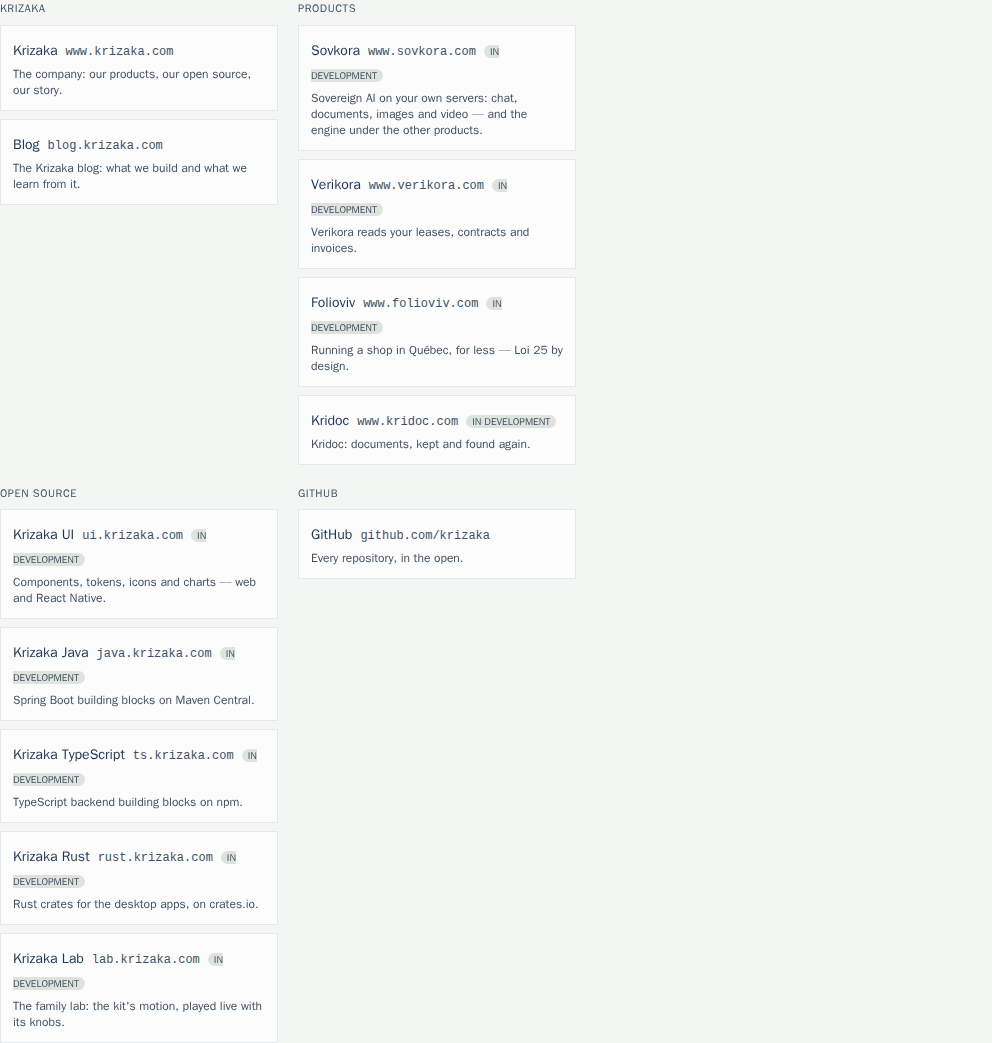 KRIZAKA
Krizaka www.krizaka.com
The company: our products, our open source,
our story.
Blog blog.krizaka.com
The Krizaka blog: what we build and what we
learn from it.
PRODUCTS
Sovkora www.sovkora.com IN
DEVELOPMENT
Sovereign AI on your own servers: chat,
documents, images and video — and the
engine under the other products.
Verikora www.verikora.com IN
DEVELOPMENT
Verikora reads your leases, contracts and
invoices.
Folioviv www.folioviv.com IN
DEVELOPMENT
Running a shop in Québec, for less — Loi 25 by
design.
Kridoc www.kridoc.com IN DEVELOPMENT
Kridoc: documents, kept and found again.
OPEN SOURCE
Krizaka UI ui.krizaka.com IN
DEVELOPMENT
Components, tokens, icons and charts — web
and React Native.
Krizaka Java java.krizaka.com IN
DEVELOPMENT
Spring Boot building blocks on Maven Central.
Krizaka TypeScript ts.krizaka.com IN
DEVELOPMENT
TypeScript backend building blocks on npm.
Krizaka Rust rust.krizaka.com IN
DEVELOPMENT
Rust crates for the desktop apps, on crates.io.
Krizaka Lab lab.krizaka.com IN
DEVELOPMENT
The family lab: the kit's motion, played live with
its knobs.
GITHUB
GitHub github.com/krizaka
Every repository, in the open.